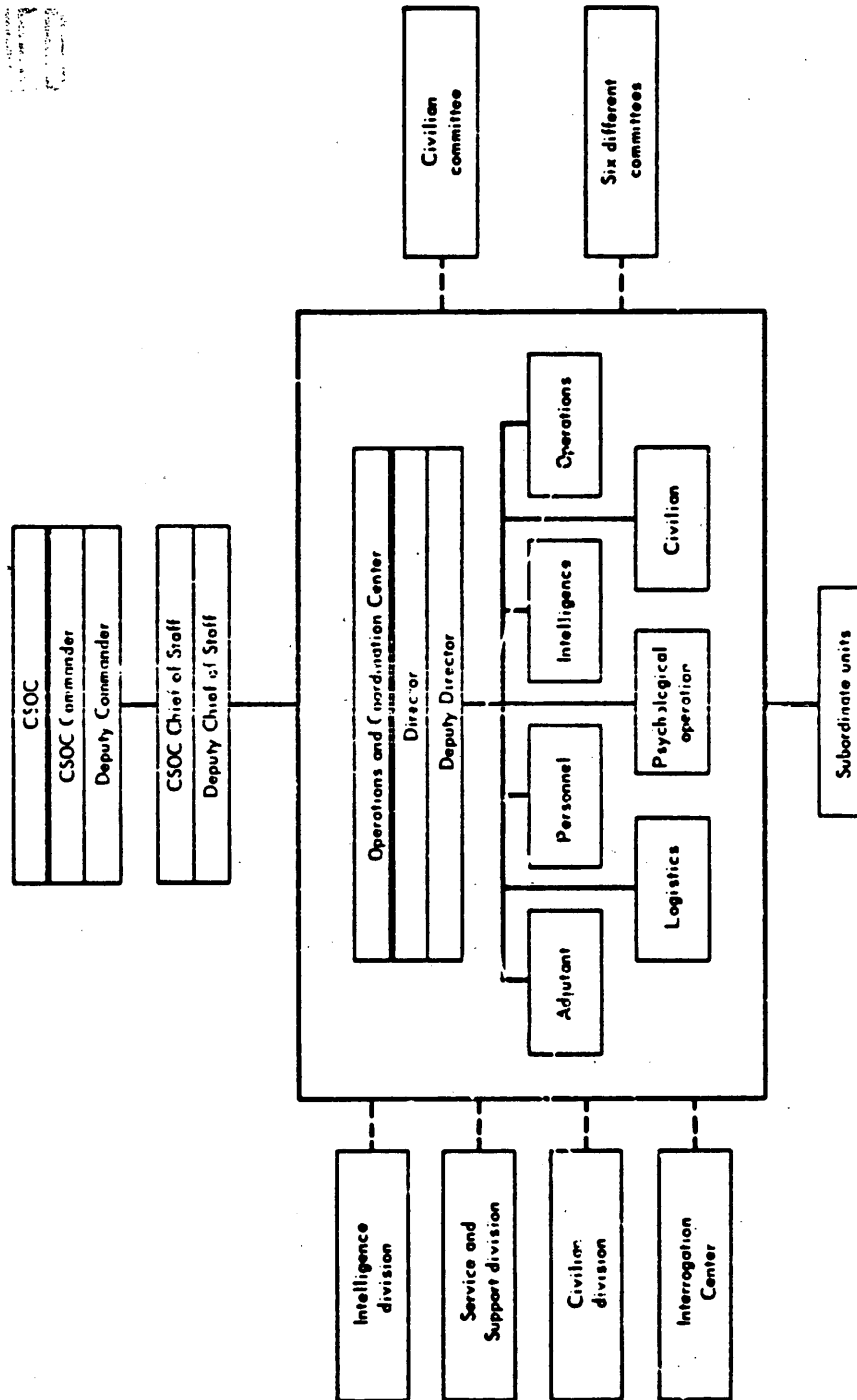 CSOC
CSOC Commander
Deputy Commander
CSOC Chief of Staff
Deputy Chief of Staff
Operations and Coordination Center
Director
Deputy Director
Adjutant
Personnel
Intelligence
Operations
Logistics
Psychological
operation
Civilian
Intelligence
division
Service and
Support division
Civilian
division
Interrogation
Center
Civilian
committee
Six different
committees
Subordinate units